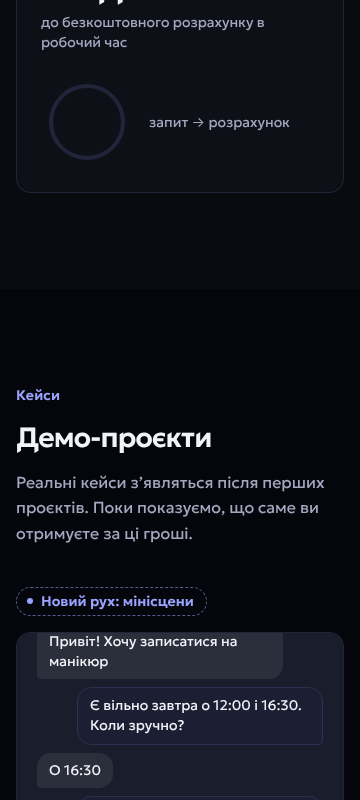 до безкоштовного розрахунку в
робочий час
запит → розрахунок
Кейси
Демо-проєкти
Реальні кейси з’являться після перших
проєктів. Поки показуємо, що саме ви
отримуєте за ці гроші.
Новий рух: мінісцени
Привіт! Хочу записатися на
манікюр
Є вільно завтра о 12:00 і 16:30.
Коли зручно?
О 16:30